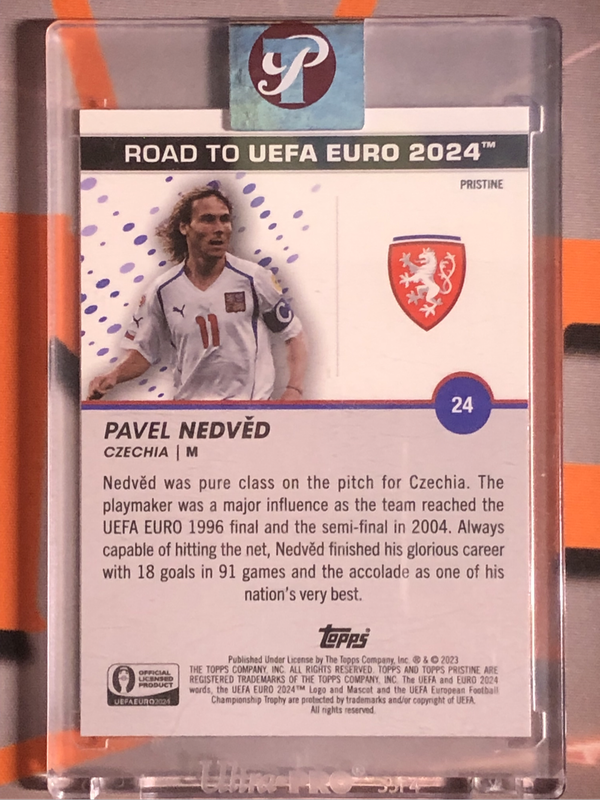 P
ROAD TO UEFA EURO 2024™
PRISTINE
11
C
24
PAVEL NEDVĚD
CZECHIA | M
Nedvěd was pure class on the pitch for Czechia. The
playmaker was a major influence as the team reached the
UEFA EURO 1996 final and the semi-final in 2004. Always
capable of hitting the net, Nedvěd finished his glorious career
with 18 goals in 91 games and the accolade as one of his
nation's very best.
Topps®
OFFICIAL
LICENSED
PRODUCT
UEFAEURO2024
Published Under License by The Topps Company, Inc. ® & © 2023
THE TOPPS COMPANY, INC. ALL RIGHTS RESERVED. TOPPS AND TOPPS PRISTINE ARE
REGISTERED TRADEMARKS OF THE TOPPS COMPANY, INC. The UEFA and EURO 2024
words, the UEFA EURO 2024™ Logo and Mascot and the UEFA European Football
Championship Trophy are protected by trademarks and/or copyright of UEFA.
All rights reserved.
Ultra PRO®